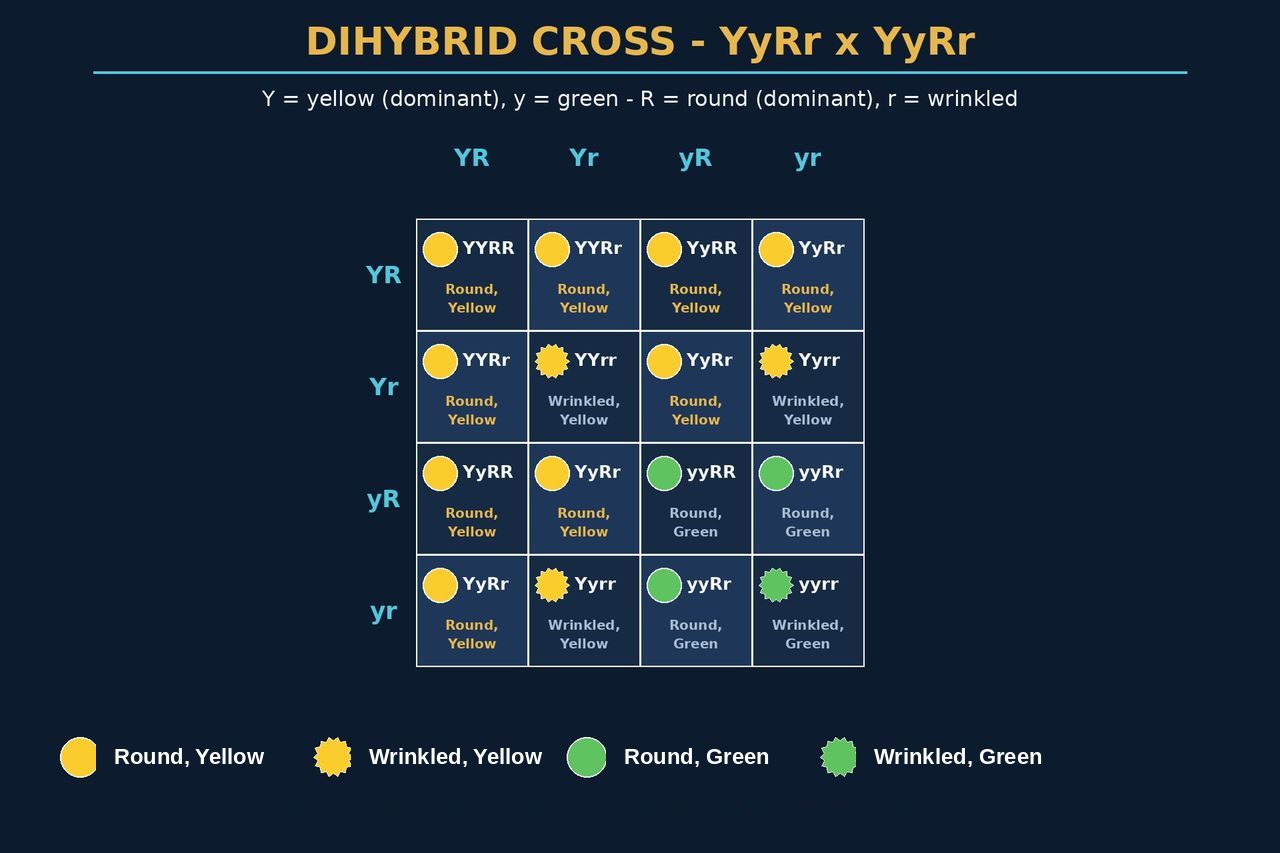 DIHYBRID CROSS - YyRr x YyRr
Y = yellow (dominant), y = green - R = round (dominant), r = wrinkled
YR Yr yR yr
YR
YYRR YYRr YyRR YyRr
Round, Round, Round, Round,
Yellow Yellow Yellow Yellow
Yr
YYRr YYrr YyRr Yyrr
Round, Wrinkled, Round, Wrinkled,
Yellow Yellow Yellow Yellow
yR
YyRR YyRr yyRR yyRr
Round, Round, Round, Round,
Yellow Yellow Green Green
yr
YyRr Yyrr yyRr yyrr
Round, Wrinkled, Round, Wrinkled,
Yellow Yellow Green Green
Round, Yellow Wrinkled, Yellow Round, Green Wrinkled, Green